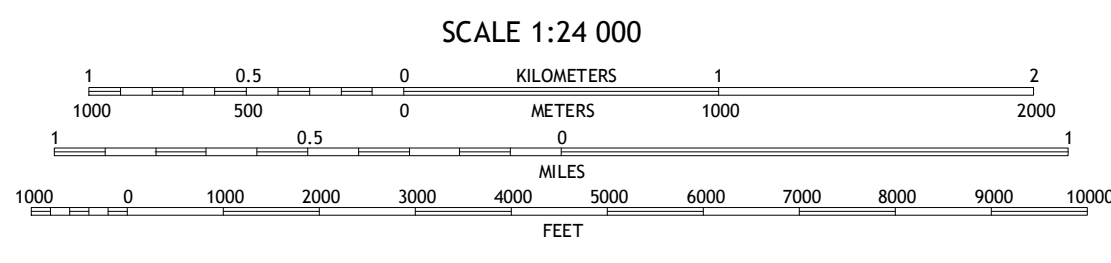 SCALE 1:24 000
1 0.5 0 KILOMETERS 1 2
1000 500 0 METERS 1000 2000
1 0.5 0 1
MILES
1000 0 1000 2000 3000 4000 5000 6000 7000 8000 9000 10000
FEET